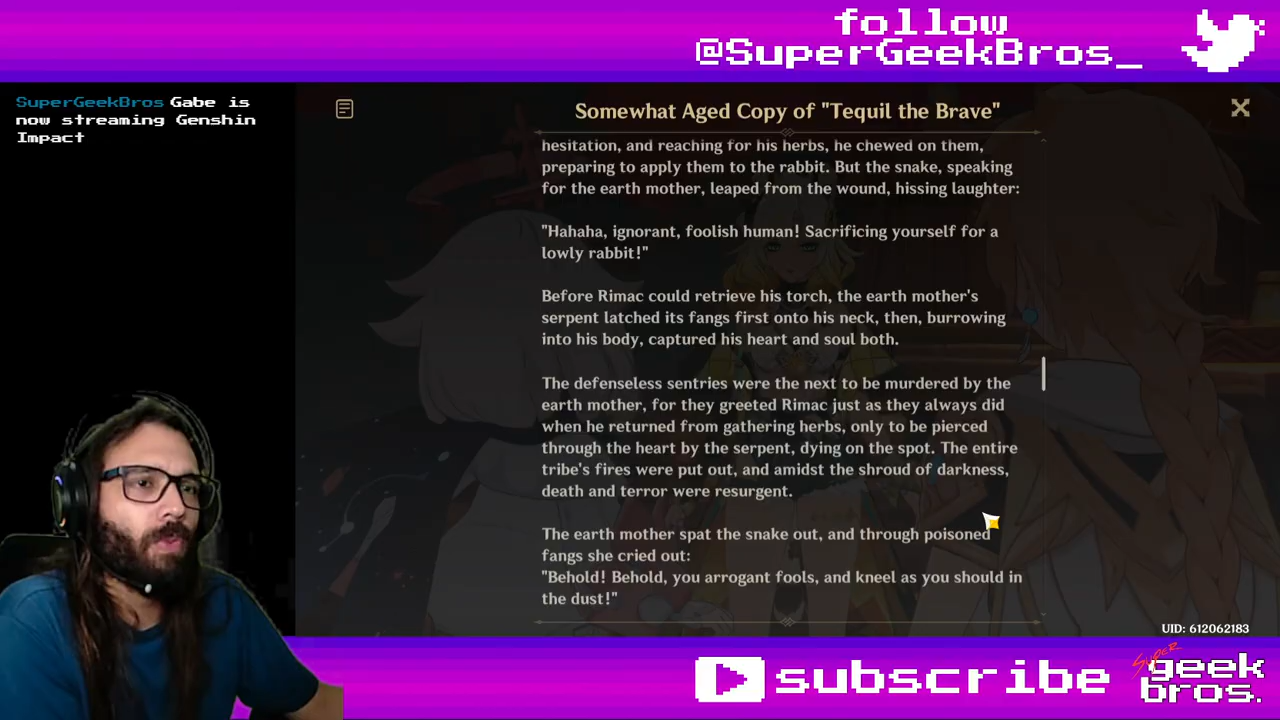 follow
@SuperGeekBros_
SuperGeekBros Gabe is
now streaming Genshin
Impact
Somewhat Aged Copy of "Tequil the Brave"
hesitation, and reaching for his herbs, he chewed on them,
preparing to apply them to the rabbit. But the snake, speaking
for the earth mother, leaped from the wound, hissing laughter:
"Hahaha, ignorant, foolish human! Sacrificing yourself for a
lowly rabbit!"
Before Rimac could retrieve his torch, the earth mother's
serpent latched its fangs first onto his neck, then, burrowing
into his body, captured his heart and soul both.
The defenseless sentries were the next to be murdered by the
earth mother, for they greeted Rimac just as they always did
when he returned from gathering herbs, only to be pierced
through the heart by the serpent, dying on the spot. The entire
tribe's fires were put out, and amidst the shroud of darkness,
death and terror were resurgent.
The earth mother spat the snake out, and through poisoned
fangs she cried out:
"Behold! Behold, you arrogant fools, and kneel as you should in
the dust!"
UID: 612062183
subscribe
super
geek
bros.